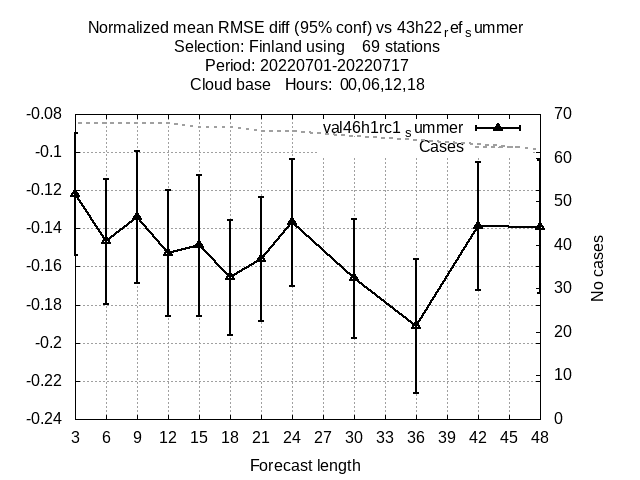 Normalized mean RMSE diff (95% conf) vs 43h22refsummer
Selection: Finland using 69 stations
Period: 20220701-20220717
Cloud base Hours: 00,06,12,18
-0.08 70
val46h1rc1summer
Cases
-0.1 60
-0.12 50
-0.14 40
-0.16 30
-0.18 20
-0.2 10
-0.22 0
-0.24
No cases
3 6 9 12 15 18 21 24 27 30 33 36 39 42 45 48
Forecast length